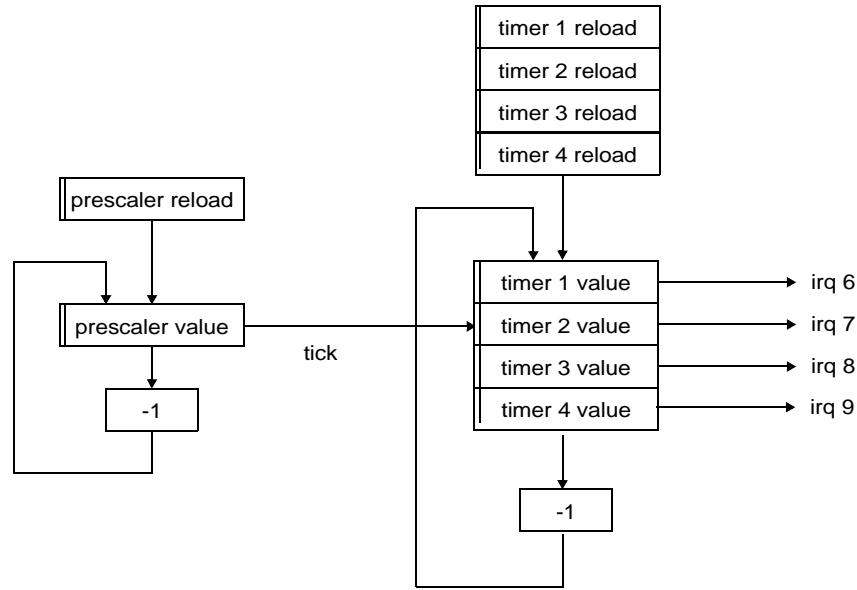 timer 1 reload
timer 2 reload
timer 3 reload
timer 4 reload
prescaler reload
timer 1 value
irq 6
prescaler value
timer 2 value
irq 7
tick
timer 3 value
irq 8
-1
timer 4 value
irq 9
-1